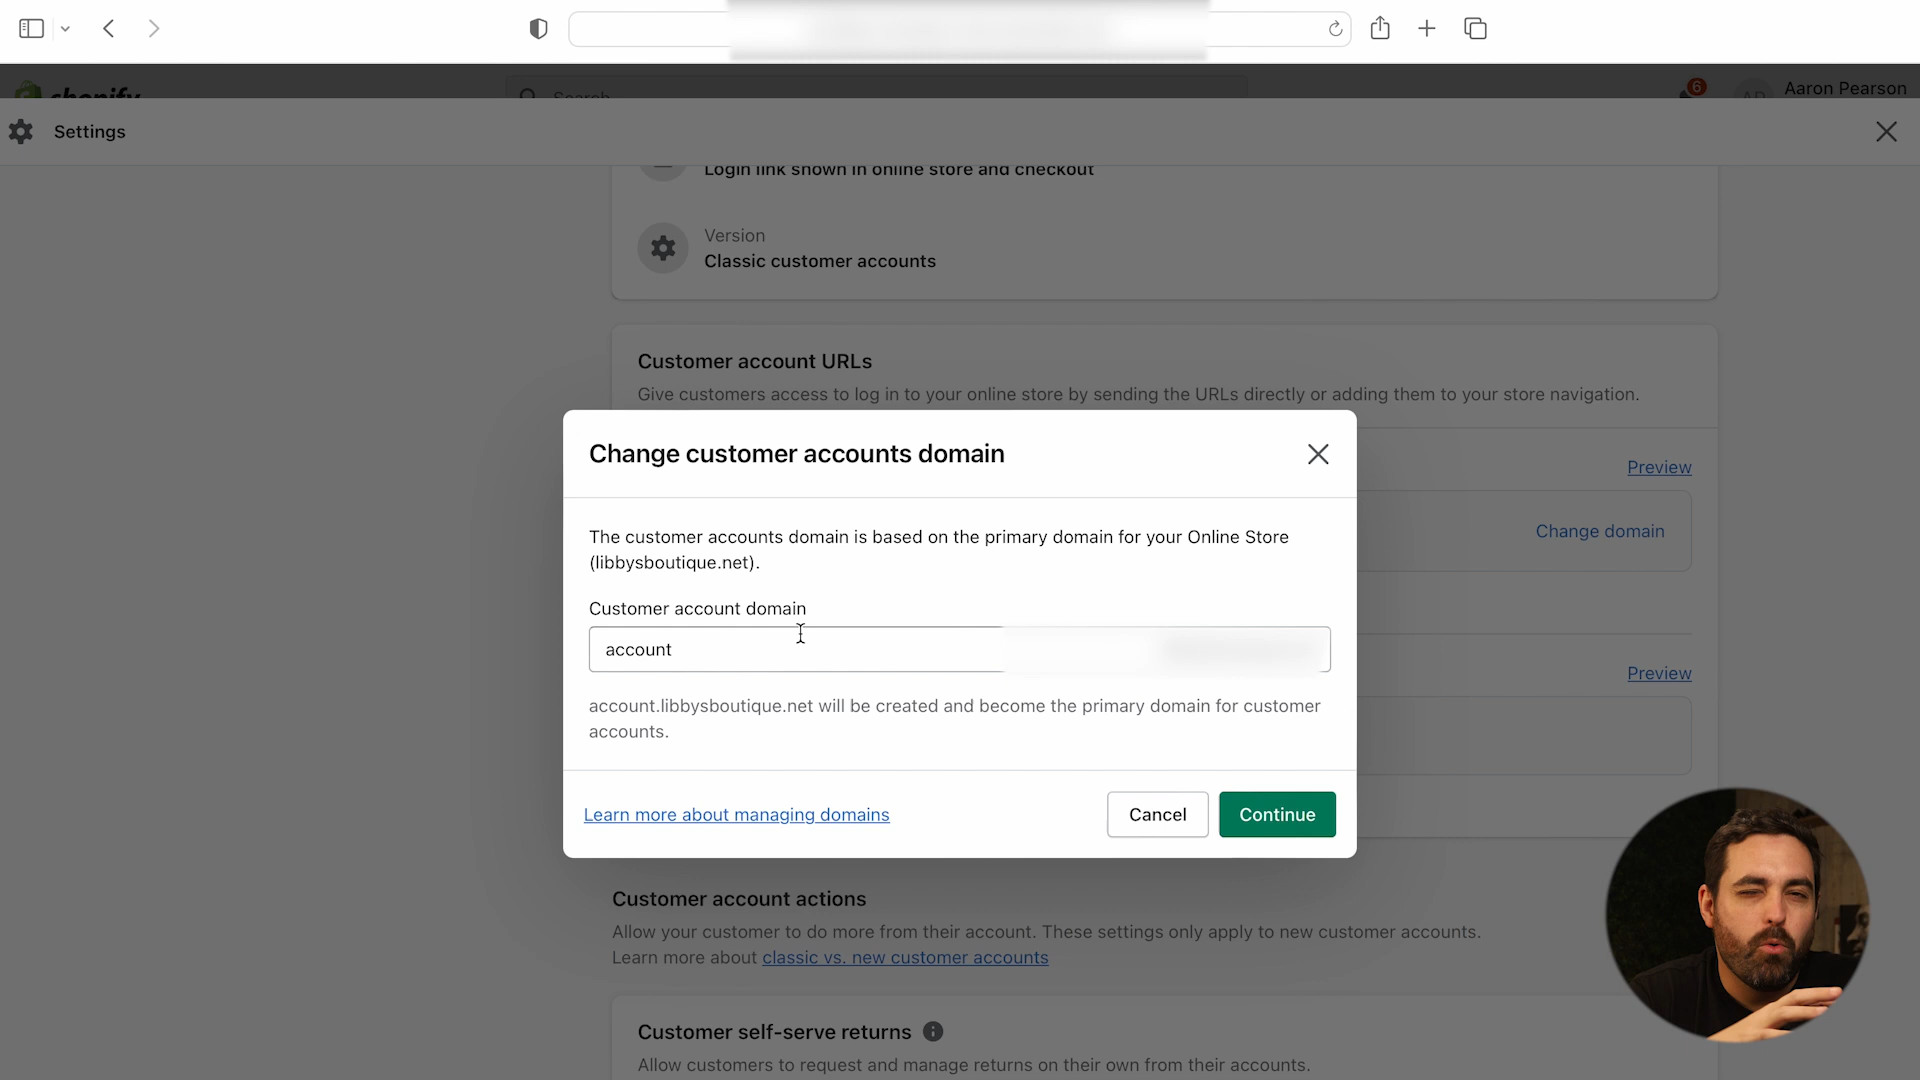 shopify
Search
6
AP
Aaron Pearson
Settings
Login link shown in online store and checkout
Version
Classic customer accounts
Customer account URLs
Give customers access to log in to your online store by sending the URLs directly or adding them to your store navigation.
Change customer accounts domain
Preview
The customer accounts domain is based on the primary domain for your Online Store
(libbysboutique.net).
Change domain
Customer account domain
account
Preview
account.libbysboutique.net will be created and become the primary domain for customer
accounts.
Learn more about managing domains
Cancel
Continue
Customer account actions
Allow your customer to do more from their account. These settings only apply to new customer accounts.
Learn more about classic vs. new customer accounts
Customer self-serve returns
Allow customers to request and manage returns on their own from their accounts.